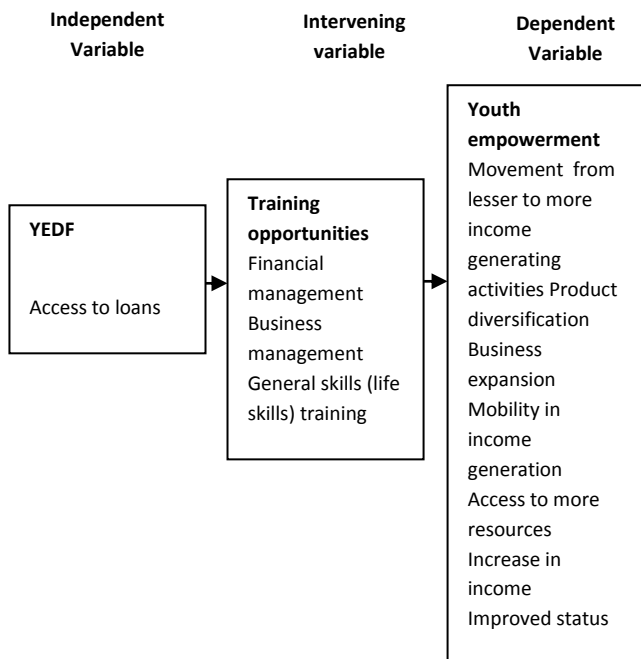 Independent
Variable
Intervening
variable
Dependent
Variable
YEDF
Access to loans
Training
opportunities
Financial
management
Business
management
General skills (life
skills) training
Youth
empowerment
Movement from
lesser to more
income
generating
activities Product
diversification
Business
expansion
Mobility in
income
generation
Access to more
resources
Increase in
income
Improved status